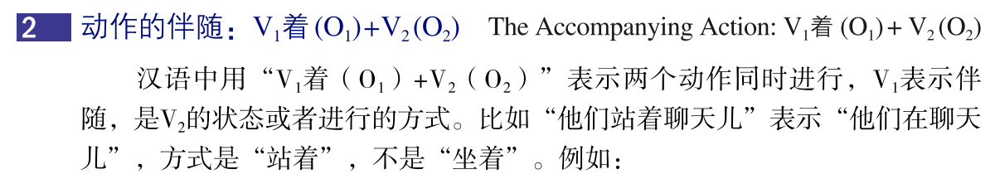 2 动作的伴随：V₁着(O₁)+V₂(O₂) The Accompanying Action: V₁着 (O₁)+ V₂(O₂)
汉语中用“V₁着（O₁）+V₂（O₂）”表示两个动作同时进行，V₁表示伴
随，是V₂的状态或者进行的方式。比如“他们站着聊天儿”表示“他们在聊天
儿”，方式是“站着”，不是“坐着”。例如：